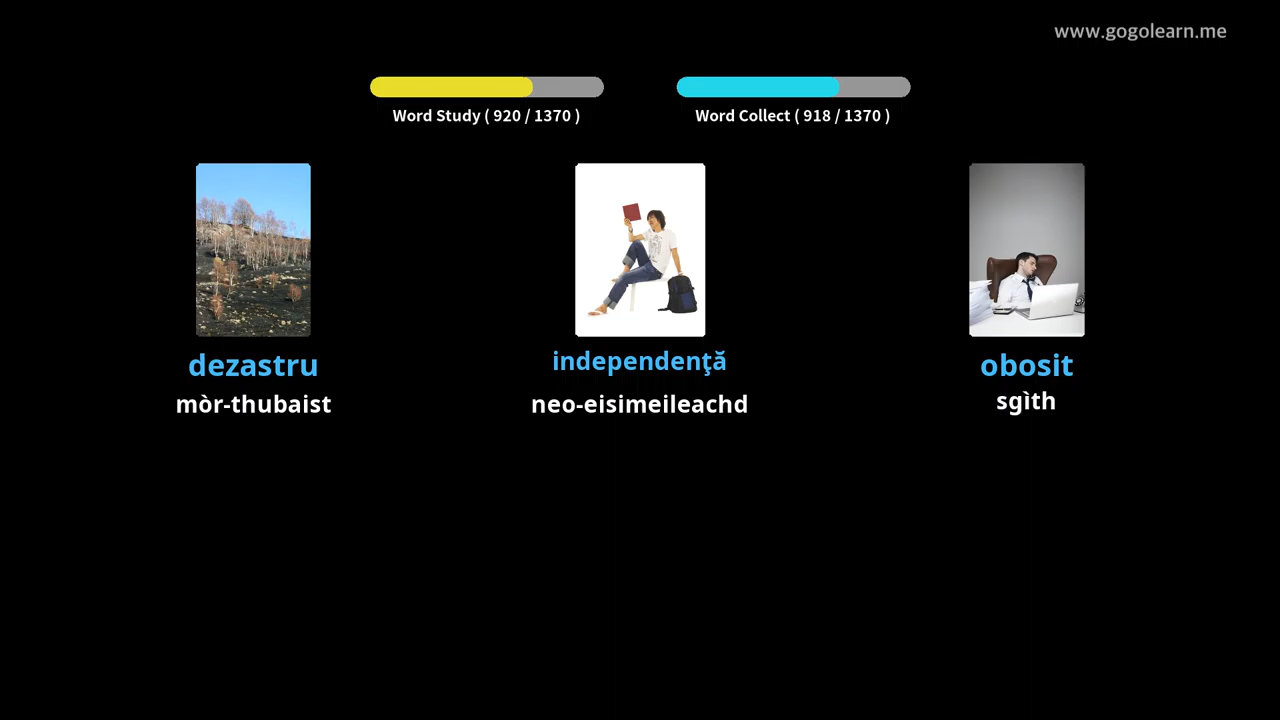 www.gogolearn.me
Word Study ( 920 / 1370 )
Word Collect ( 918 / 1370 )
dezastru
mòr-thubaist
independenţă
neo-eisimeileachd
obosit
sgìth